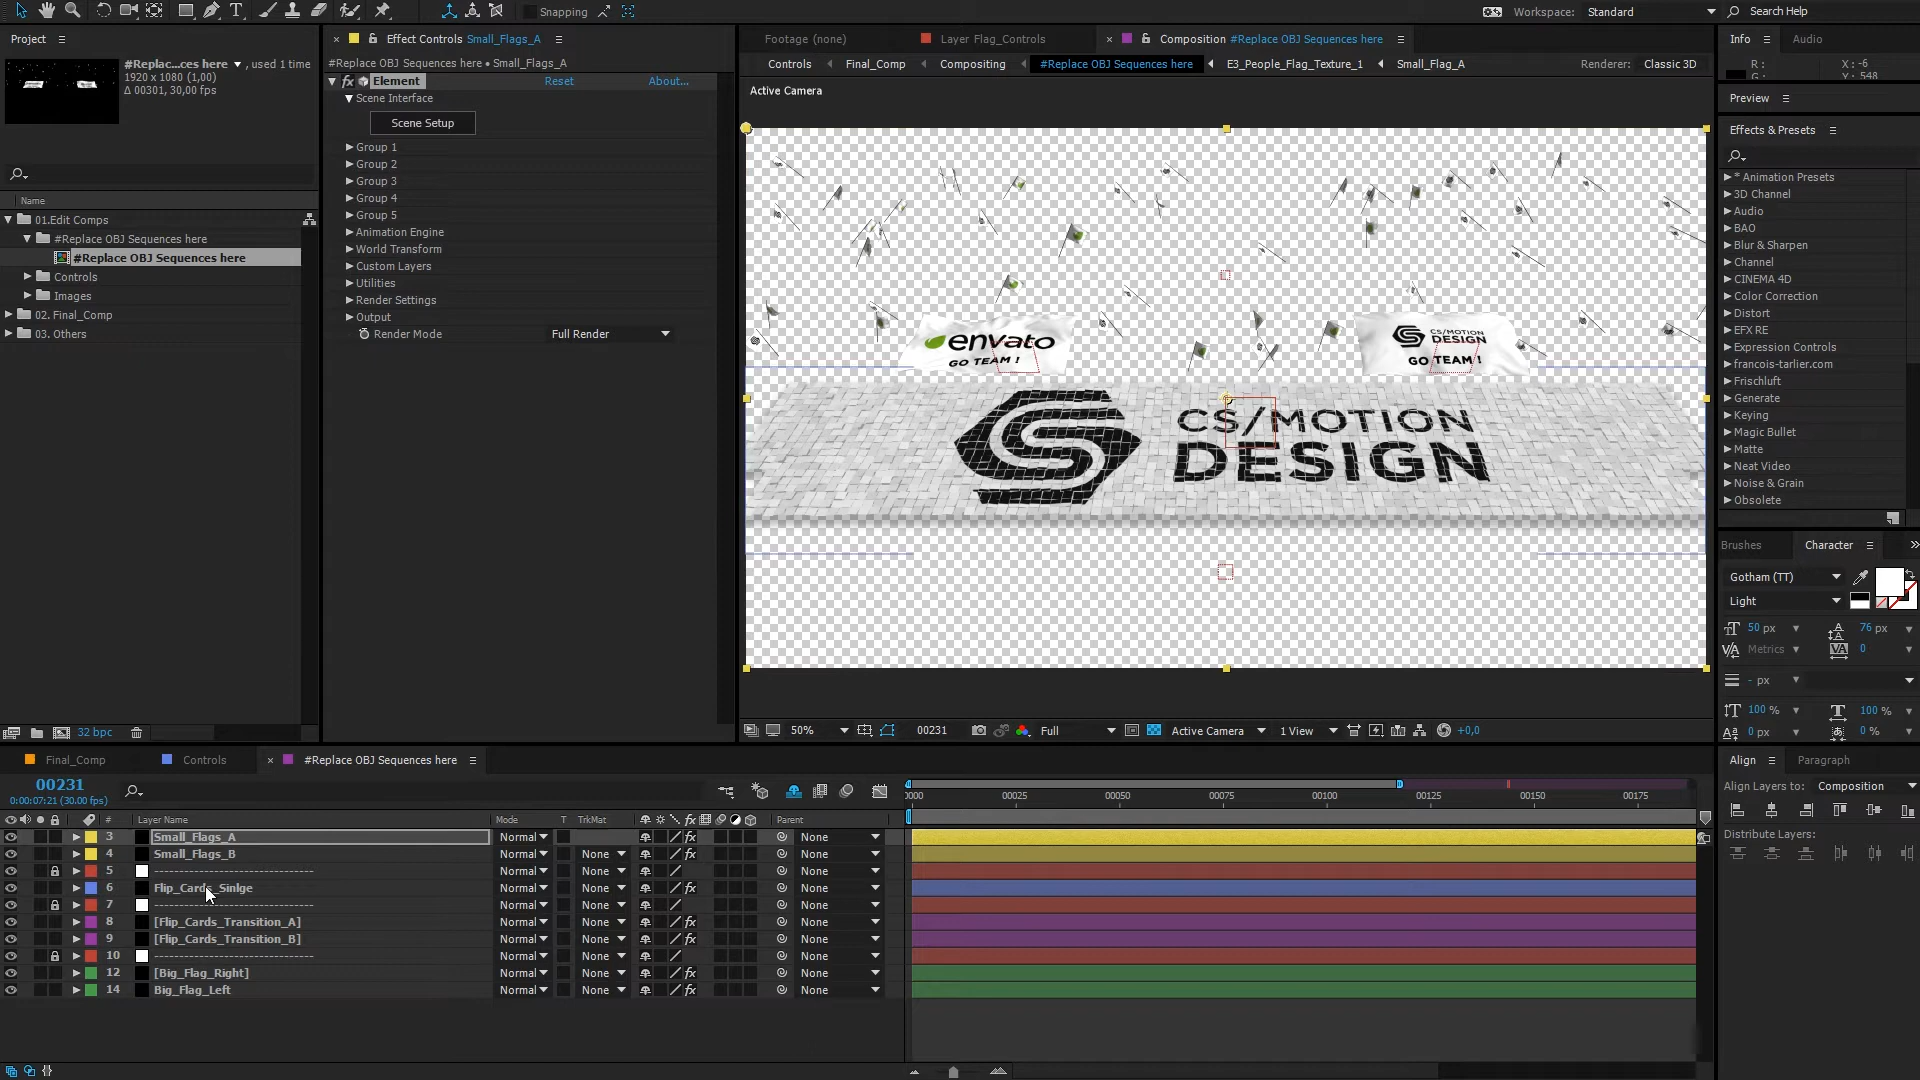 Snapping
Workspace: Standard
Search Help
Project
#Replac...ces here , used 1 time
1920 x 1080 (1,00)
Δ 00301, 30,00 fps
Name
01.Edit Comps
#Replace OBJ Sequences here
#Replace OBJ Sequences here
Controls
Images
02. Final_Comp
03. Others
32 bpc
Effect Controls Small_Flags_A
#Replace OBJ Sequences here • Small_Flags_A
fx Element Reset About...
Scene Interface
Scene Setup
Group 1
Group 2
Group 3
Group 4
Group 5
Animation Engine
World Transform
Custom Layers
Utilities
Render Settings
Output
Render Mode Full Render
Footage (none)
Layer Flag_Controls
Composition #Replace OBJ Sequences here
Controls Final_Comp Compositing #Replace OBJ Sequences here E3_People_Flag_Texture_1 Small_Flag_A
Renderer: Classic 3D
Active Camera
envato
GO TEAM !
CS/MOTION
DESIGN
GO TEAM !
CS/MOTION
DESIGN
50% 00231 Full Active Camera 1 View +0,0
Info Audio
R : X : -6
G : Y : 548
Preview
Effects & Presets
* Animation Presets
3D Channel
Audio
BAO
Blur & Sharpen
Channel
CINEMA 4D
Color Correction
Distort
EFX RE
Expression Controls
francois-tarlier.com
Frischluft
Generate
Keying
Magic Bullet
Matte
Neat Video
Noise & Grain
Obsolete
Brushes Character
Gotham (TT)
Light
50 px 76 px
Metrics 0
- px
100 % 100 %
0 px 0 %
Align Paragraph
Align Layers to: Composition
Distribute Layers:
Final_Comp Controls #Replace OBJ Sequences here
00231
0:00:07:21 (30.00 fps)
0000 00025 00050 00075 00100 00125 00150 00175
# Layer Name Mode T TrkMat Parent
3 Small_Flags_A Normal fx None
4 Small_Flags_B Normal None fx None
5 -------------------------------- Normal None None
6 Flip_Cards_Sinlge Normal None fx None
7 -------------------------------- Normal None None
8 [Flip_Cards_Transition_A] Normal None fx None
9 [Flip_Cards_Transition_B] Normal None fx None
10 -------------------------------- Normal None None
12 [Big_Flag_Right] Normal None fx None
14 Big_Flag_Left Normal None fx None